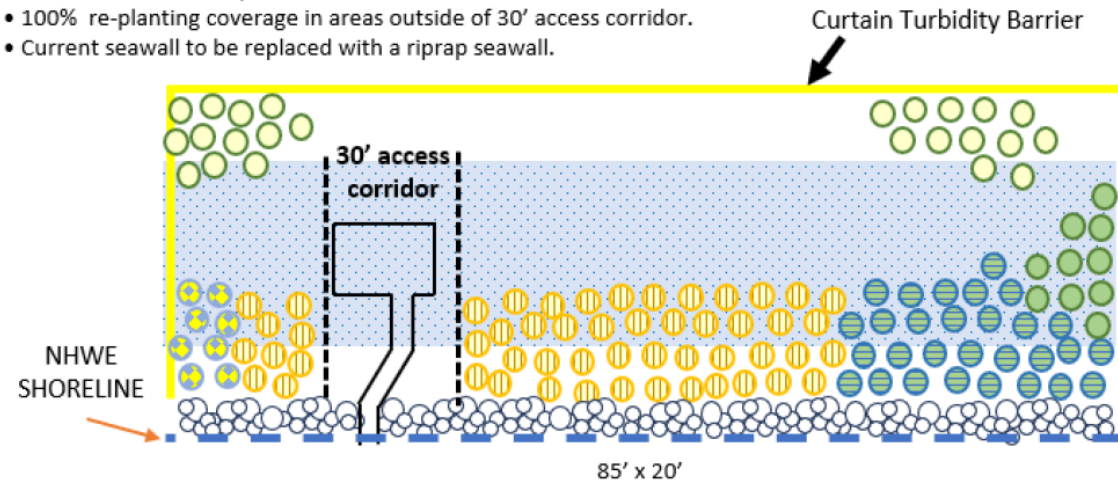 • 100% re-planting coverage in areas outside of 30’ access corridor.
• Current seawall to be replaced with a riprap seawall.
Curtain Turbidity Barrier
30’ access
corridor
NHWE
SHORELINE
85’ x 20’